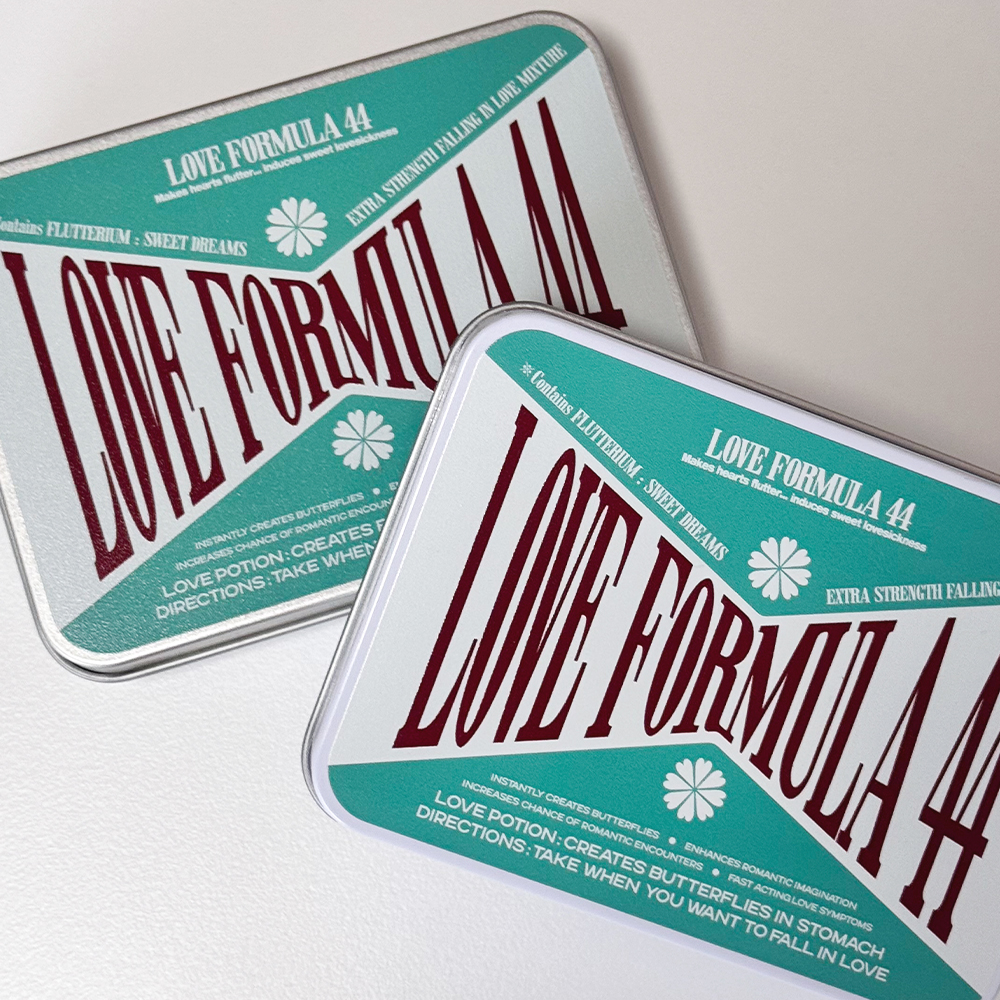 LOVE FORMULA 44
Makes hearts flutter... induces sweet lovesickness
EXTRA STRENGTH FALLING IN LOVE MIXTURE
Contains FLUTTERIUM : SWEET DREAMS
LOVE FORMULA 44
INSTANTLY CREATES BUTTERFLIES •
INCREASES CHANCE OF ROMANTIC
LOVE POTION : CREATES
DIRECTIONS : TAKE WHEN
※ Contains FLUTTERIUM : SWEET DREAMS
LOVE FORMULA 44
Makes hearts flutter... induces sweet lovesickness
EXTRA STRENGTH FALLING
LOVE FORMULA 44
INSTANTLY CREATES BUTTERFLIES • ENHANCES ROMANTIC IMAGINATION
INCREASES CHANCE OF ROMANTIC ENCOUNTERS • FAST ACTING LOVE SYMPTOMS
LOVE POTION : CREATES BUTTERFLIES IN STOMACH
DIRECTIONS : TAKE WHEN YOU WANT TO FALL IN LOVE